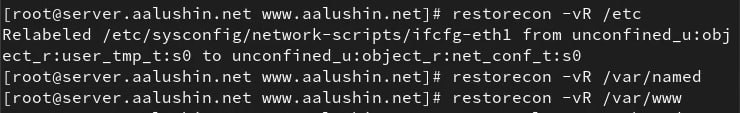 [root@server.aalushin.net www.aalushin.net]# restorecon -vR /etc
Relabeled /etc/sysconfig/network-scripts/ifcfg-eth1 from unconfined_u:obj
ect_r:user_tmp_t:s0 to unconfined_u:object_r:net_conf_t:s0
[root@server.aalushin.net www.aalushin.net]# restorecon -vR /var/named
[root@server.aalushin.net www.aalushin.net]# restorecon -vR /var/www